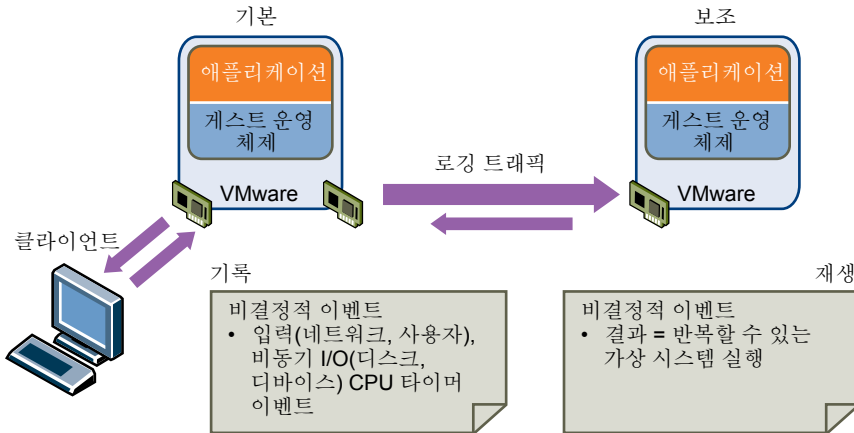 기본
보조
애플리케이션
게스트 운영
체제
VMware
애플리케이션
게스트 운영
체제
VMware
로깅 트래픽
클라이언트
기록
재생
비결정적 이벤트
• 입력(네트워크, 사용자),
비동기 I/O(디스크,
디바이스) CPU 타이머
이벤트
비결정적 이벤트
• 결과 = 반복할 수 있는
가상 시스템 실행